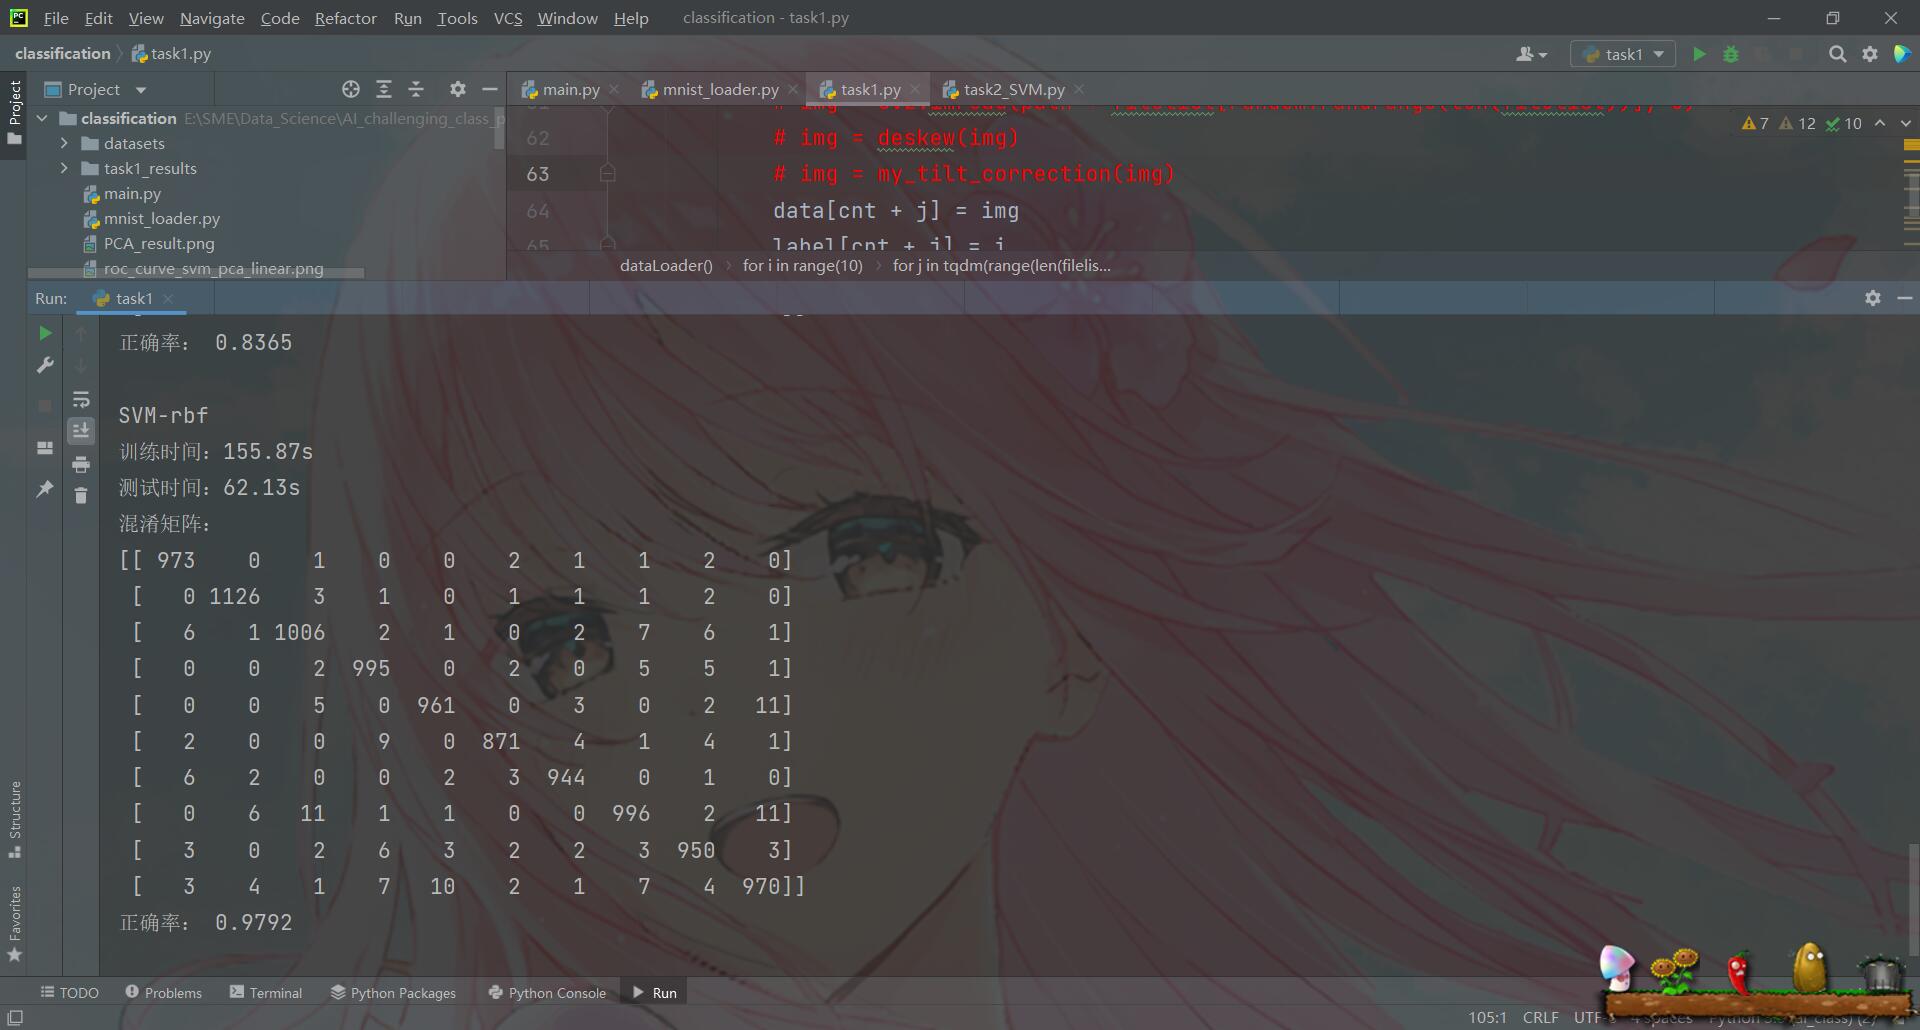 File Edit View Navigate Code Refactor Run Tools VCS Window Help classification - task1.py
classification task1.py task1
Project main.py mnist_loader.py task1.py task2_SVM.py
classification E:\SME\Data_Science\AI_challenging_class_p
datasets
task1_results
main.py
mnist_loader.py
PCA_result.png
roc_curve_svm_pca_linear.png
62 # img = deskew(img)
63 # img = my_tilt_correction(img)
64 data[cnt + j] = img
65 label[cnt + j] = i
7 12 10
dataLoader() for i in range(10) for j in tqdm(range(len(filelis...
Run: task1
正确率： 0.8365
SVM-rbf
训练时间：155.87s
测试时间：62.13s
混淆矩阵：
[[ 973 0 1 0 0 2 1 1 2 0]
[ 0 1126 3 1 0 1 1 1 2 0]
[ 6 1 1006 2 1 0 2 7 6 1]
[ 0 0 2 995 0 2 0 5 5 1]
[ 0 0 5 0 961 0 3 0 2 11]
[ 2 0 0 9 0 871 4 1 4 1]
[ 6 2 0 0 2 3 944 0 1 0]
[ 0 6 11 1 1 0 0 996 2 11]
[ 3 0 2 6 3 2 2 3 950 3]
[ 3 4 1 7 10 2 1 7 4 970]]
正确率： 0.9792
Project
Structure
Favorites
TODO Problems Terminal Python Packages Python Console Run
105:1 CRLF UTF- 4 spaces